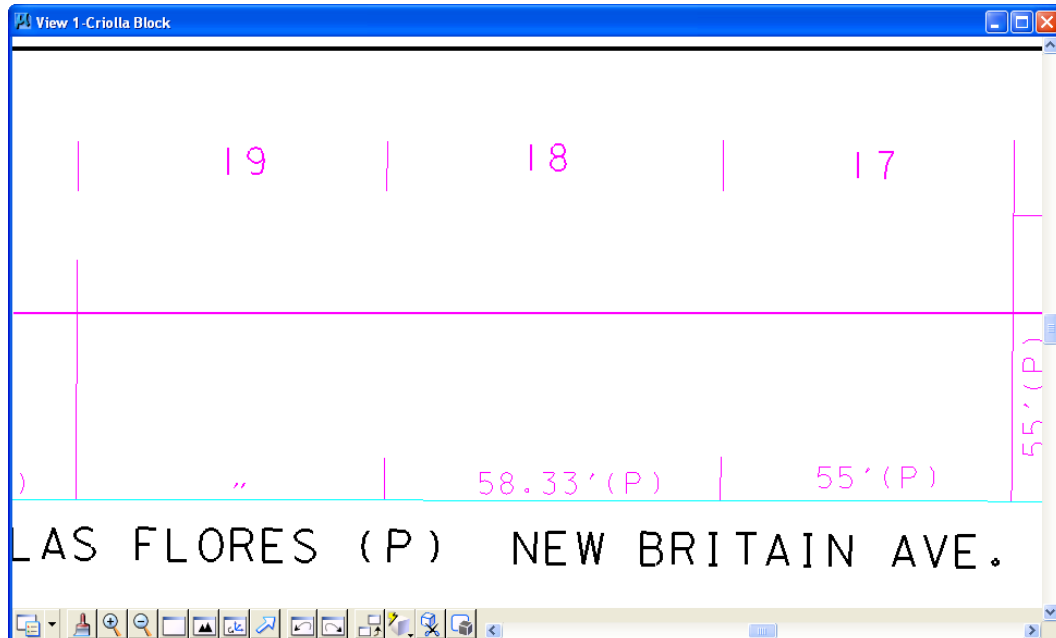 View 1-Criolla Block
19 18 17
55'(P)
) " 58.33'(P) 55'(P)
LAS FLORES (P) NEW BRITAIN AVE.